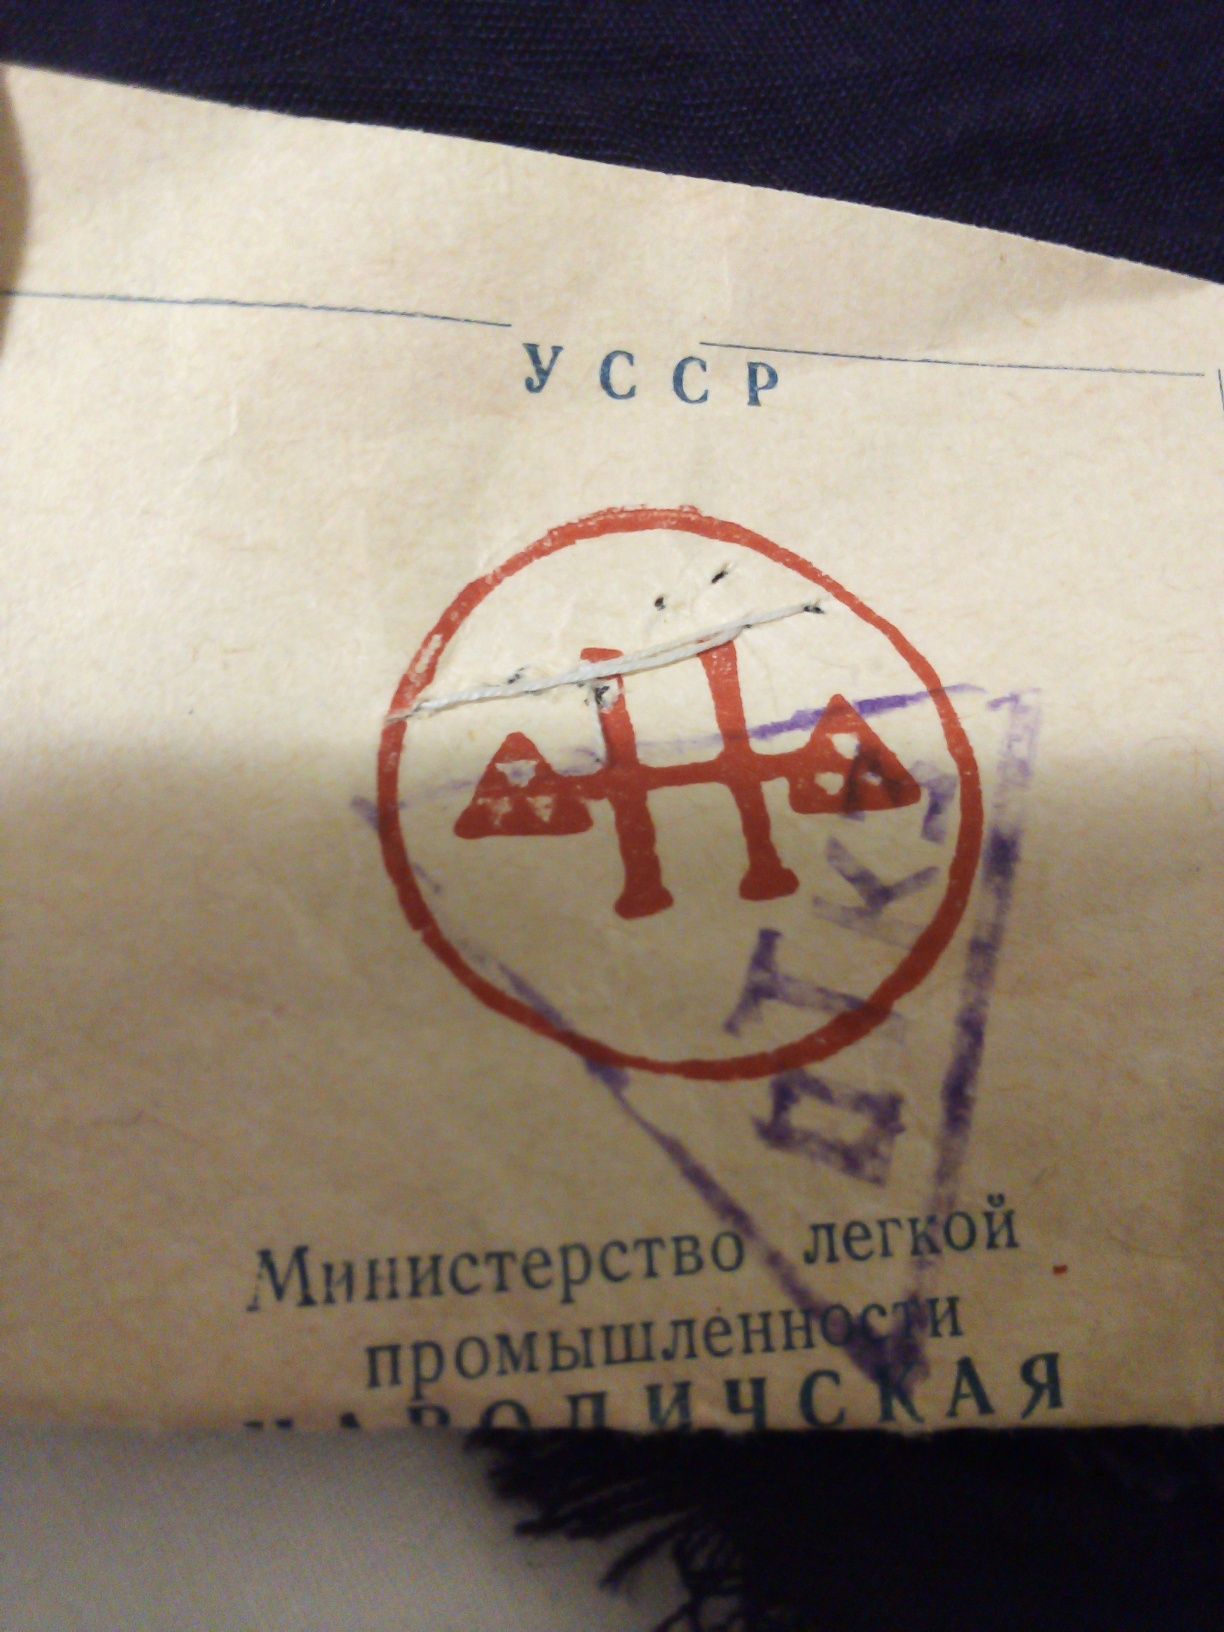 УССР
ОТК
Министерство легкой
промышленности